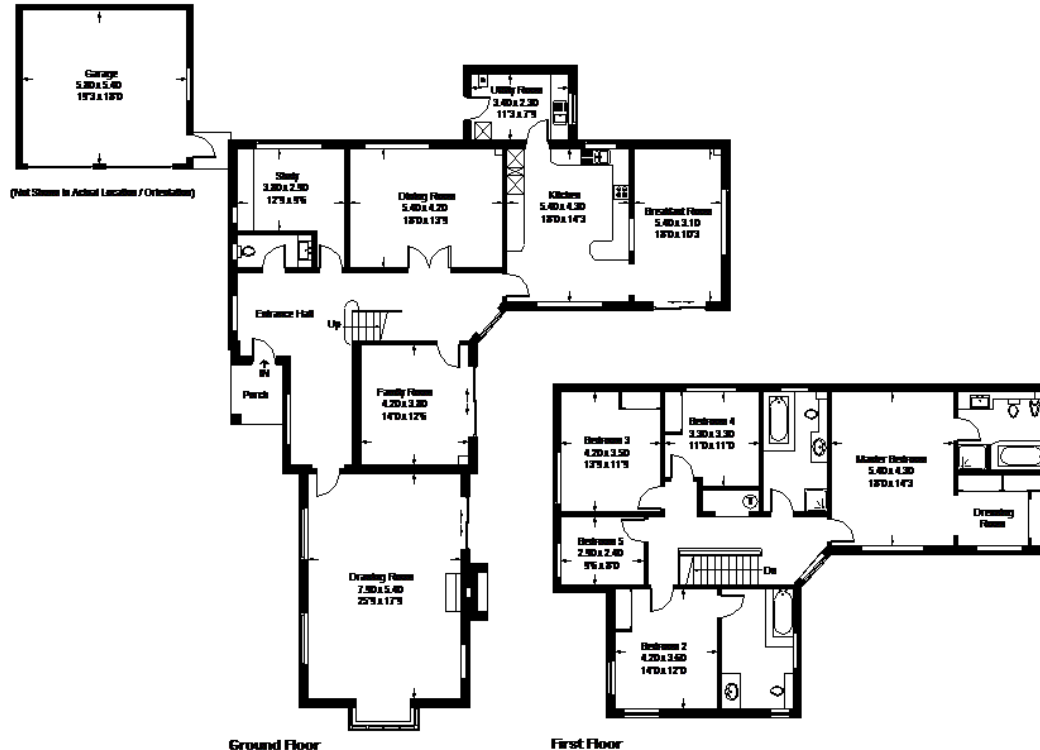 Garage
5.80 x 5.40
19'3 x 18'0
(Not Shown In Actual Location / Orientation)
Utility Room
3.40 x 2.30
11'3 x 7'9
Study
3.80 x 2.90
12'9 x 9'6
Dining Room
5.40 x 4.20
18'0 x 13'9
Kitchen
5.40 x 4.30
18'0 x 14'3
Breakfast Room
5.40 x 3.10
18'0 x 10'3
Entrance Hall
Up
IN
Porch
Family Room
4.20 x 3.80
14'0 x 12'6
Drawing Room
7.90 x 5.40
25'9 x 17'9
Ground Floor
Bedroom 3
4.20 x 3.50
13'9 x 11'9
Bedroom 4
3.30 x 3.30
11'0 x 11'0
T
Master Bedroom
5.40 x 4.30
18'0 x 14'3
Dressing
Room
Bedroom 5
2.90 x 2.40
9'6 x 8'0
Dn
Bedroom 2
4.20 x 3.60
14'0 x 12'0
First Floor